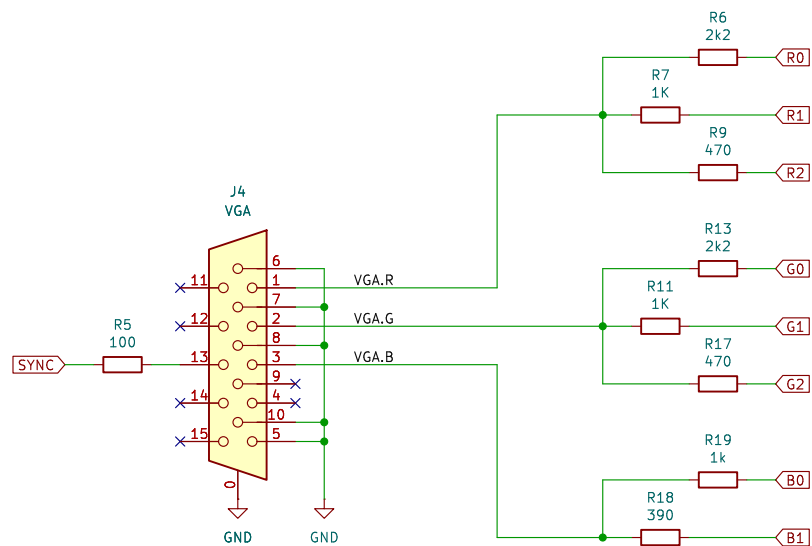 R6
2k2
R0
R7
1K
R1
R9
470
R2
J4
VGA
R13
2k2
G0
6
11
1
VGA.R
R11
1K
7
12
2
VGA.G
G1
R5
100
8
R17
470
SYNC
13
3
VGA.B
9
G2
14
4
10
15
5
R19
1k
B0
0
R18
390
GND
GND
B1